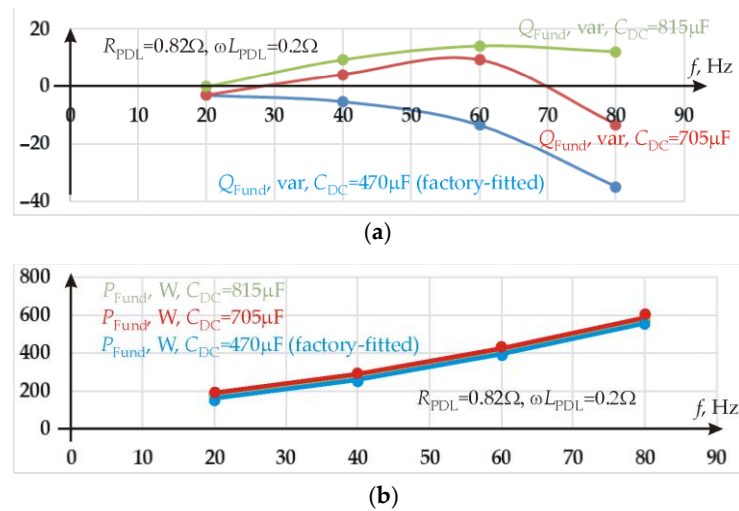 20
R_PDL=0.82Ω, ωL_PDL=0.2Ω
Q_Fund, var, C_DC=815µF
f, Hz
0
0 10 20 30 40 50 60 70 80 90
–20
Q_Fund, var, C_DC=705µF
Q_Fund, var, C_DC=470µF (factory-fitted)
–40
(a)
800
P_Fund, W, C_DC=815µF
600
P_Fund, W, C_DC=705µF
P_Fund, W, C_DC=470µF (factory-fitted)
400
200
R_PDL=0.82Ω, ωL_PDL=0.2Ω
f, Hz
0
0 10 20 30 40 50 60 70 80 90
(b)